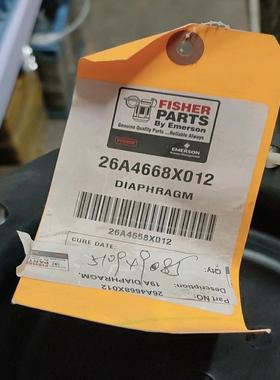 FISHER
PARTS
By Emerson
Genuine Quality Parts ...Reliable Always
FISHER
EMERSON
26A4668X012
DIAPHRAGM
26A4668X012
CURE DATE:
Qty:
PART NO:
19A DIAPHRAGM,
26A4668X012